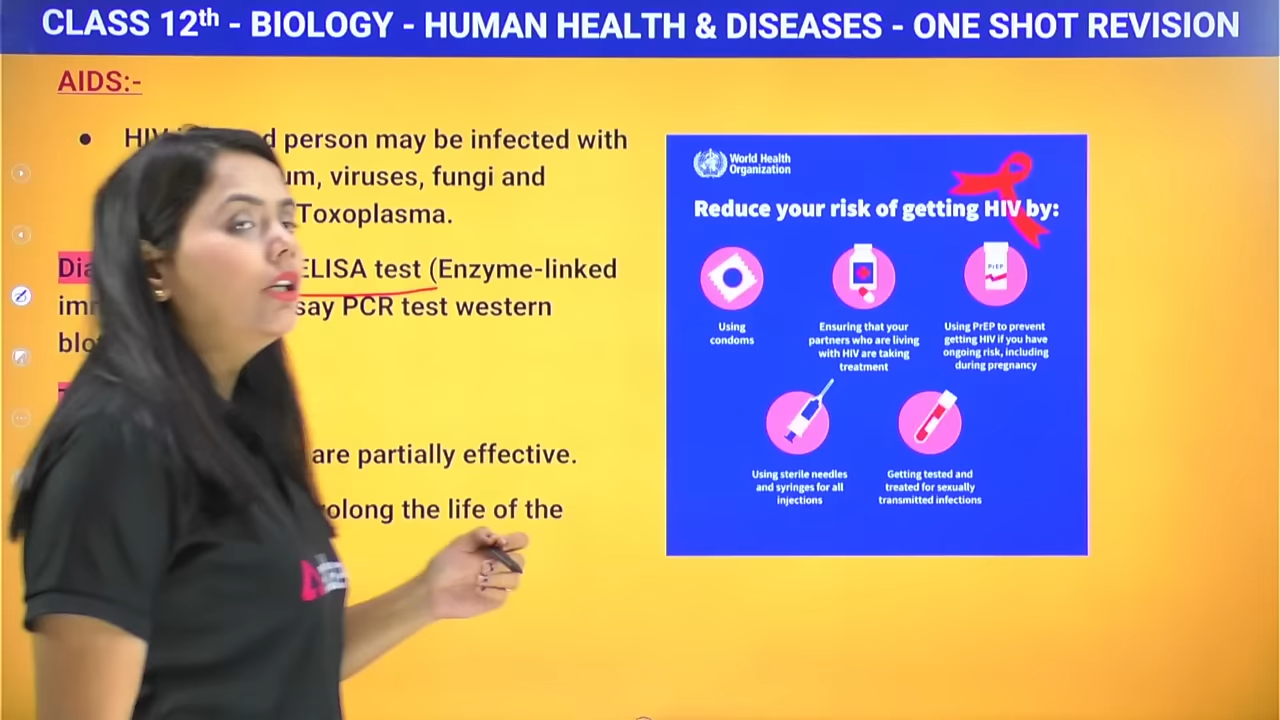 CLASS 12th - BIOLOGY - HUMAN HEALTH & DISEASES - ONE SHOT REVISION
AIDS:-
person may be infected with
viruses, fungi and
Toxoplasma.
ELISA test (Enzyme-linked
PCR test western
are partially effective.
the life of the
World Health
Organization
Reduce your risk of getting HIV by:
Using
condoms
Ensuring that your
partners who are living
with HIV are taking
treatment
PrEP
Using PrEP to prevent
getting HIV if you have
ongoing risk, including
during pregnancy
Using sterile needles
and syringes for all
injections
Getting tested and
treated for sexually
transmitted infections